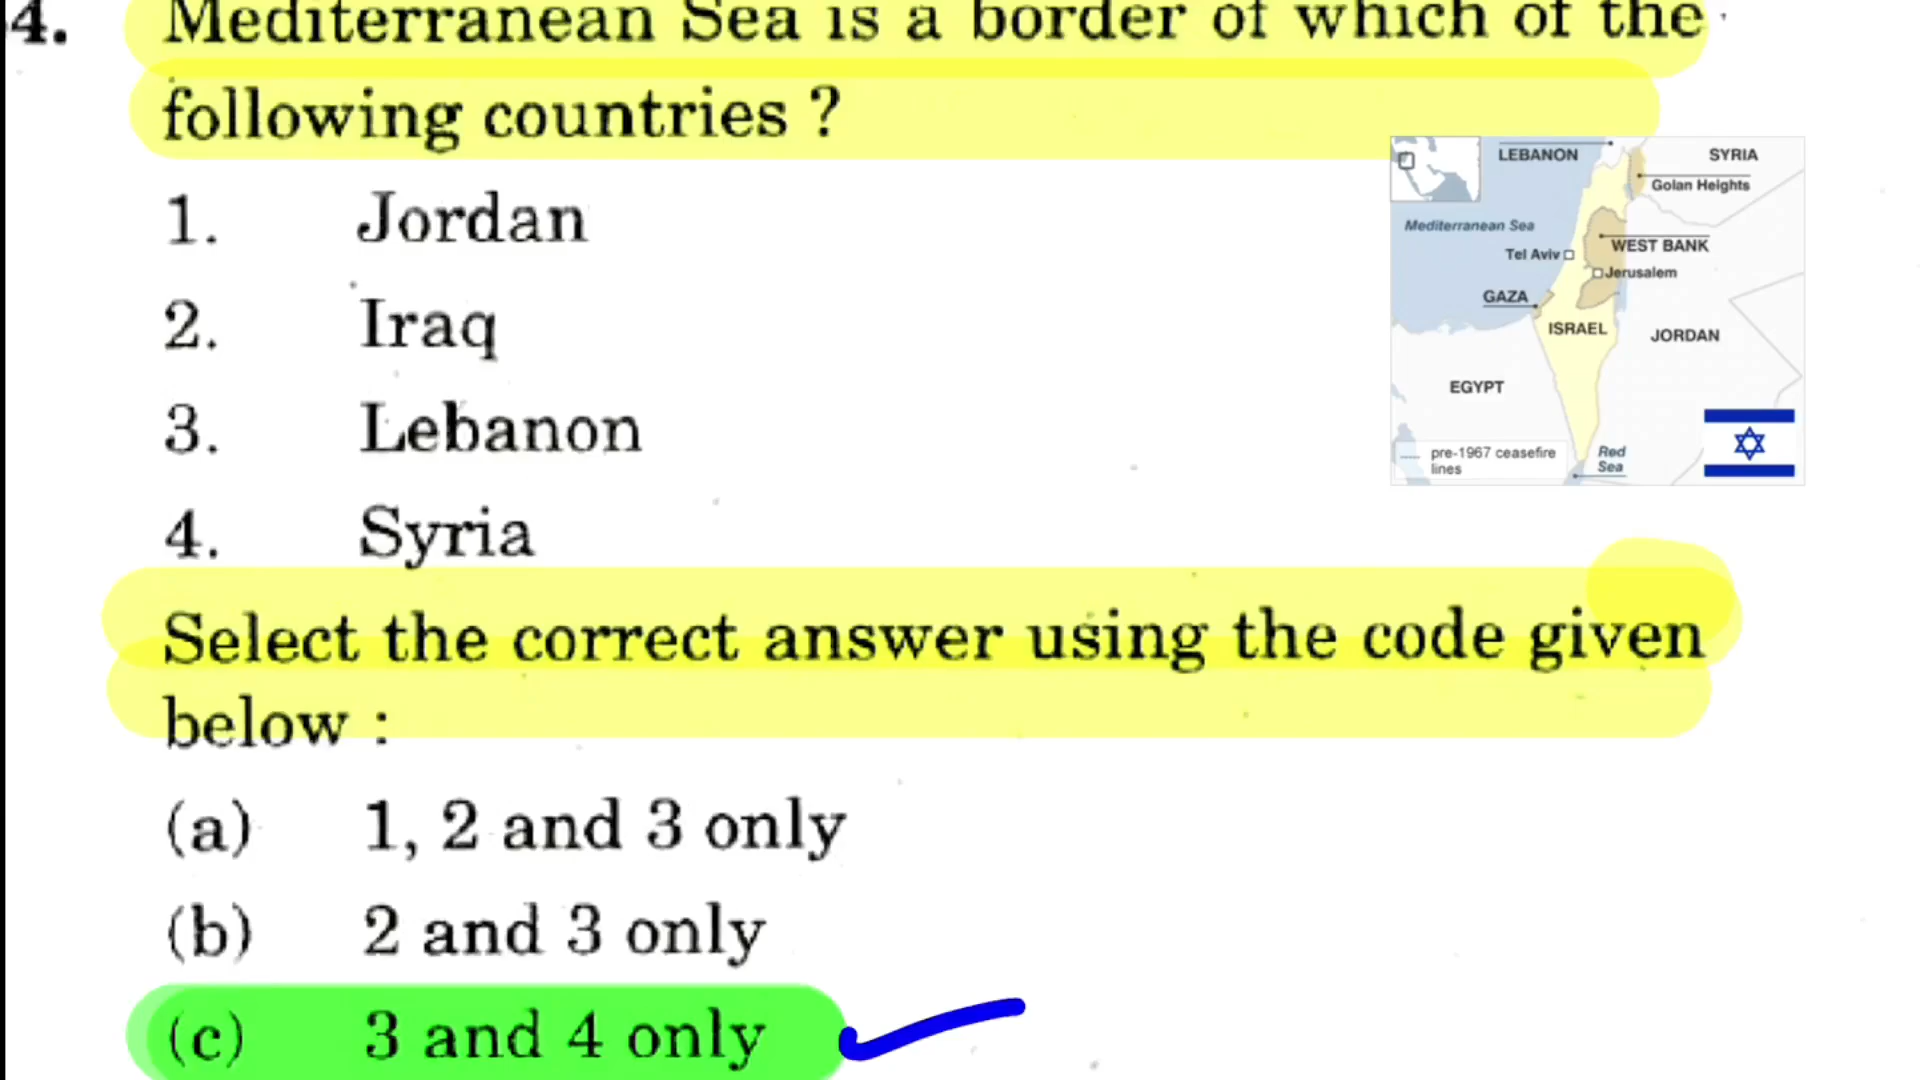 4. Mediterranean Sea is a border of which of the
following countries ?
1. Jordan
2. Iraq
3. Lebanon
4. Syria
LEBANON
SYRIA
Golan Heights
Mediterranean Sea
WEST BANK
Tel Aviv
Jerusalem
GAZA
ISRAEL
JORDAN
EGYPT
pre-1967 ceasefire
lines
Red
Sea
Select the correct answer using the code given
below :
(a) 1, 2 and 3 only
(b) 2 and 3 only
(c) 3 and 4 only